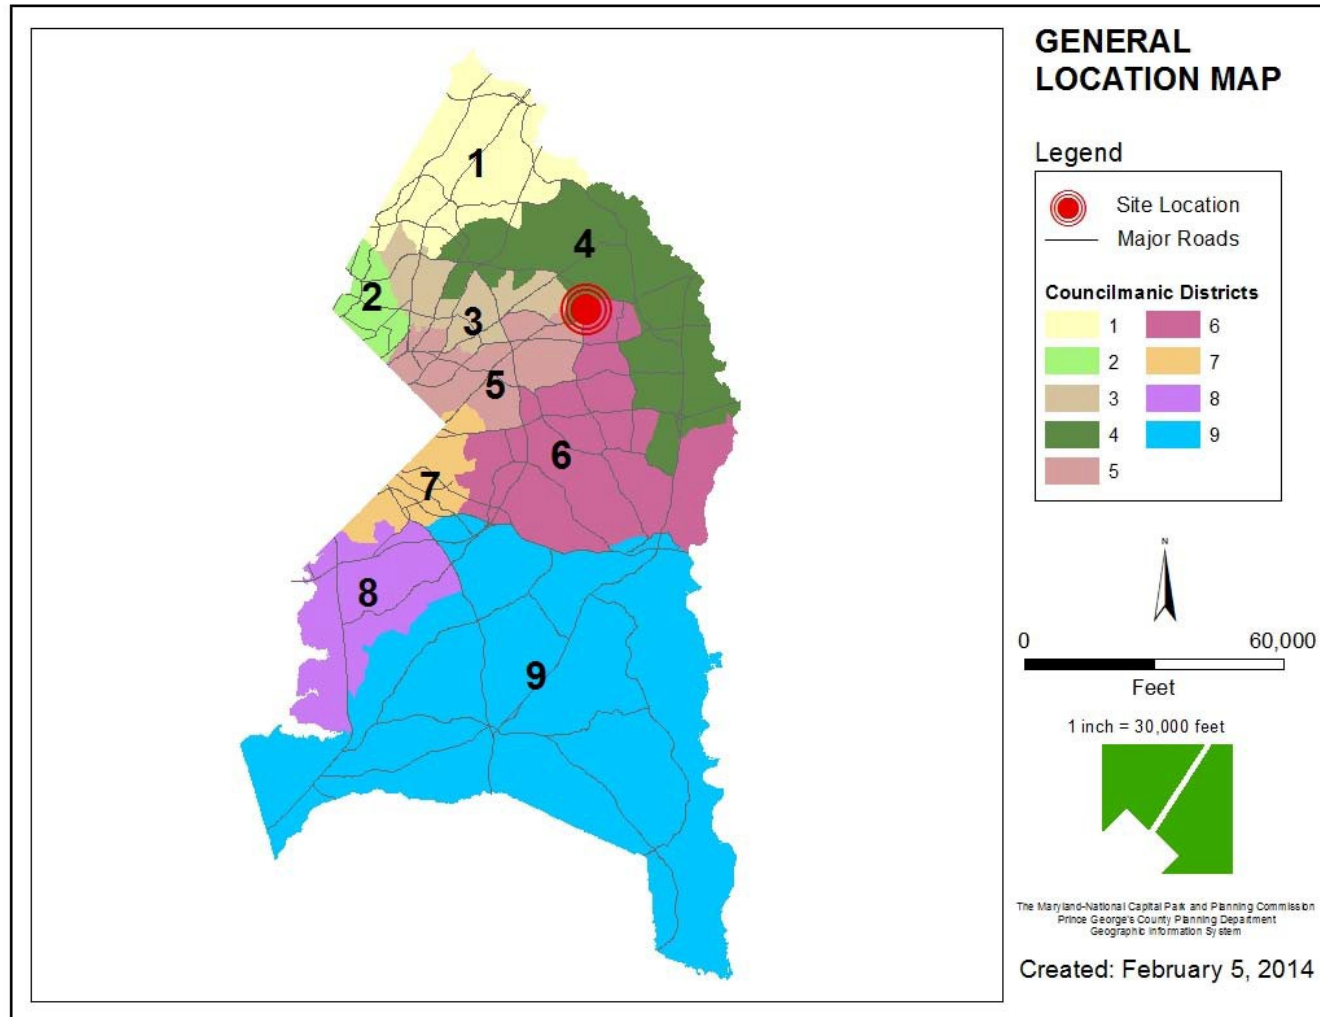 GENERAL
LOCATION MAP
Legend
Site Location
Major Roads
Councilmanic Districts
1 6
2 7
3 8
4 9
5
1
4
2
3
5
6
7
8
9
N
0 60,000
Feet
1 inch = 30,000 feet
The Maryland-National Capital Park and Planning Commission
Prince George's County Planning Department
Geographic Information System
Created: February 5, 2014